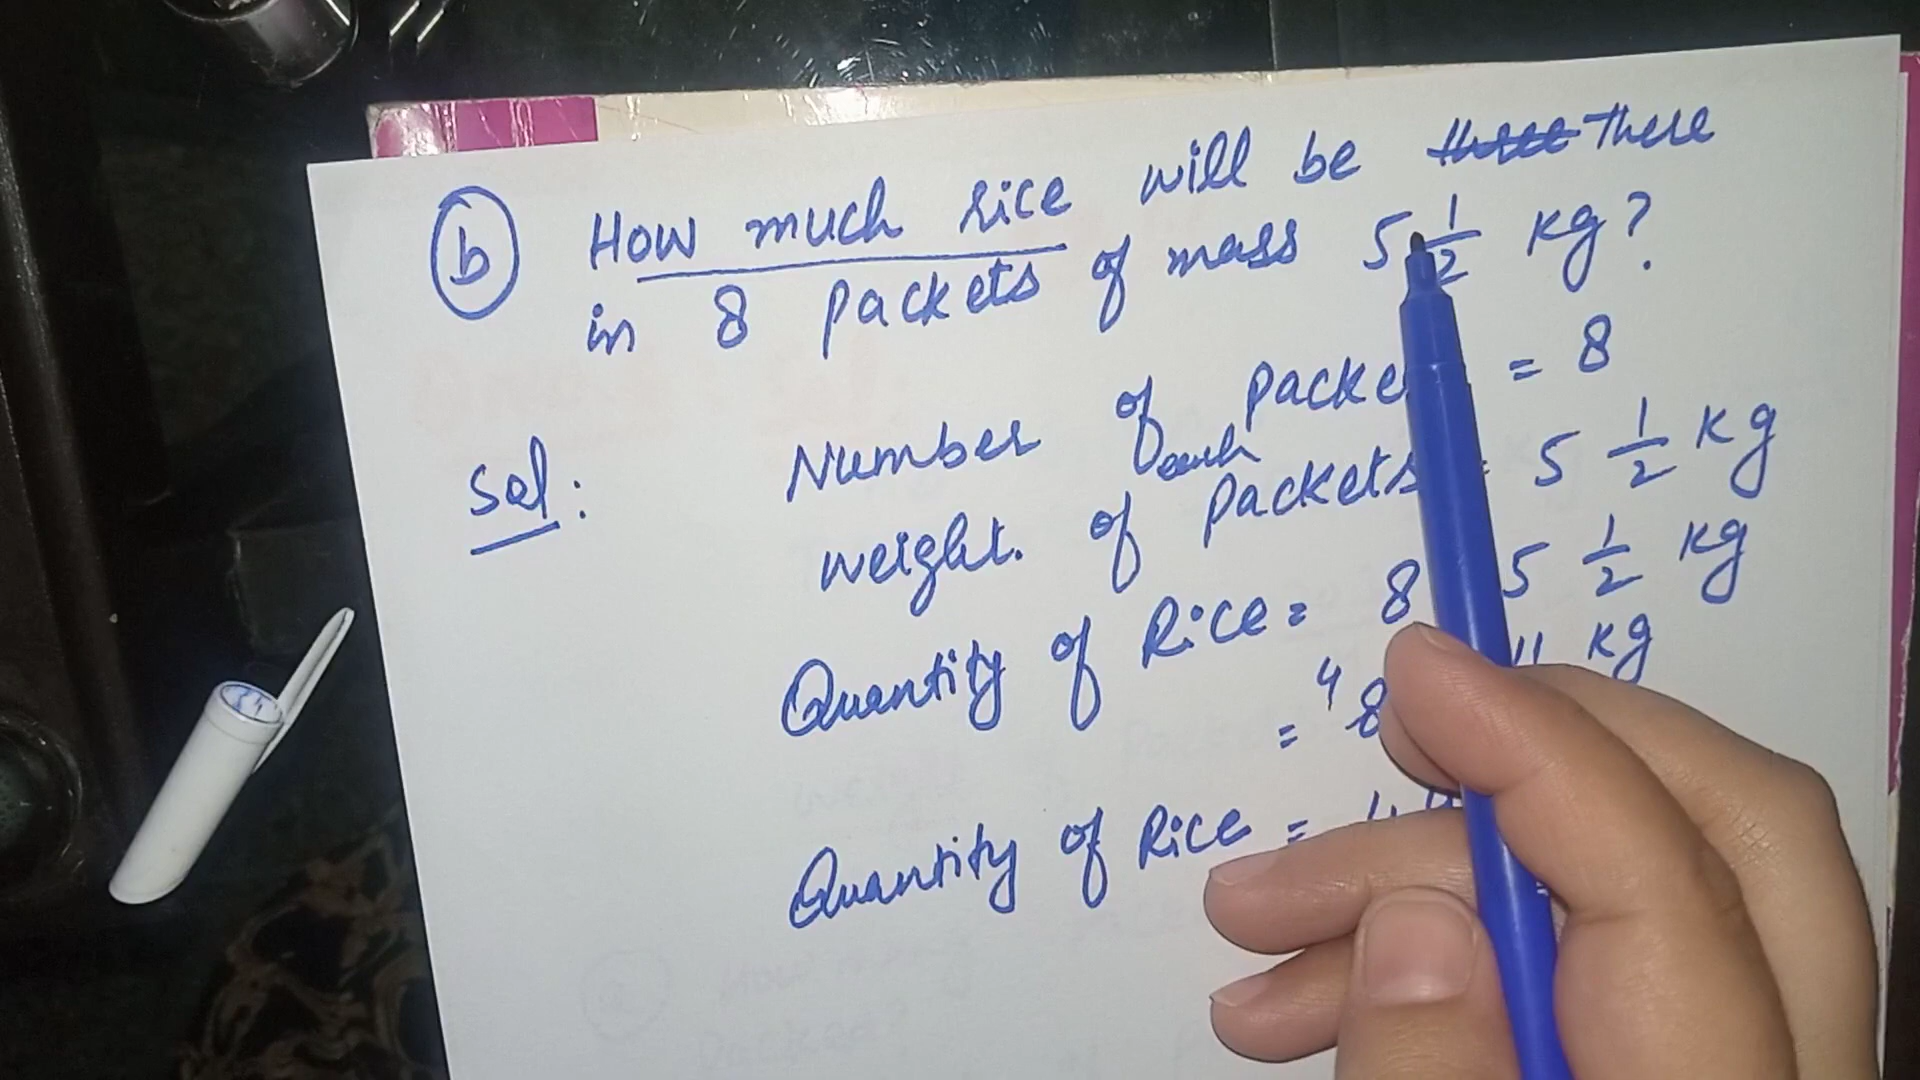 b How much rice will be there
in 8 packets of mass 5 1/2 kg?
Sol: Number of packe = 8
each
weight. of packets = 5 1/2 kg
Quantity of Rice = 8 5 1/2 kg
= 4 8 11 kg
Quantity of Rice = 44